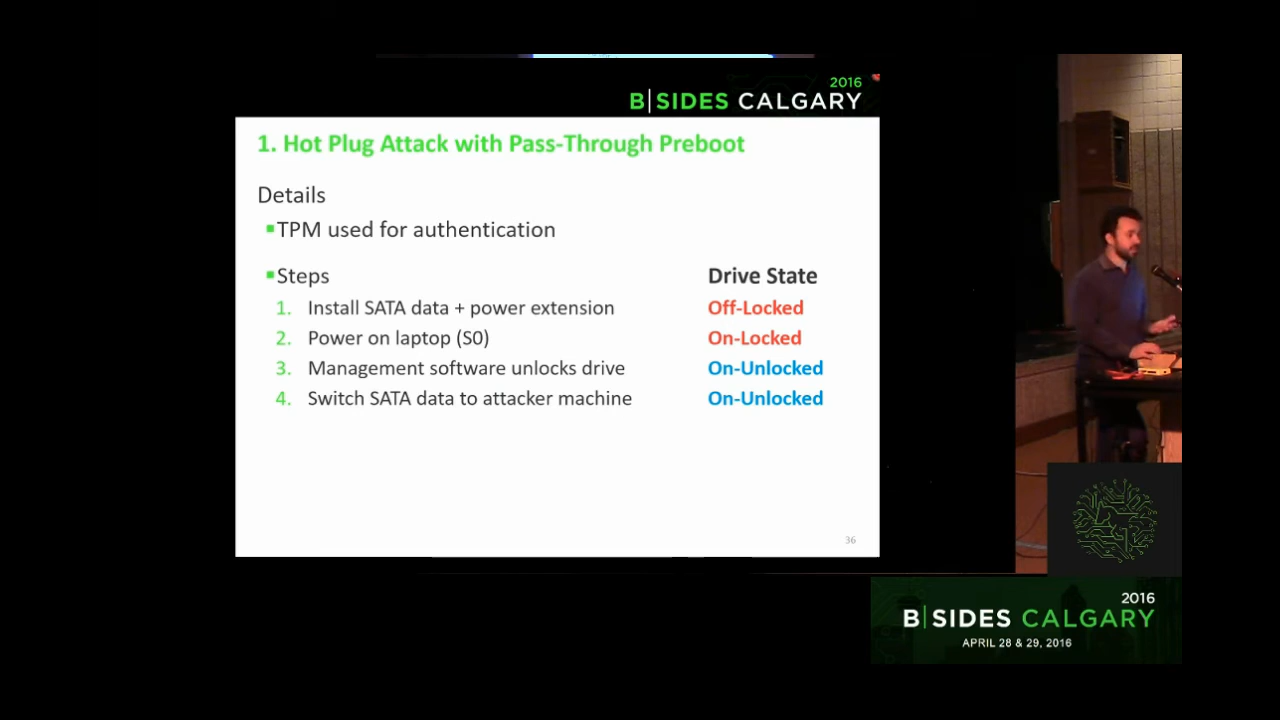 2016
B|SIDES CALGARY
1. Hot Plug Attack with Pass-Through Preboot
Details
▪TPM used for authentication
▪Steps Drive State
1. Install SATA data + power extension Off-Locked
2. Power on laptop (S0) On-Locked
3. Management software unlocks drive On-Unlocked
4. Switch SATA data to attacker machine On-Unlocked
36
2016
B|SIDES CALGARY
APRIL 28 & 29, 2016